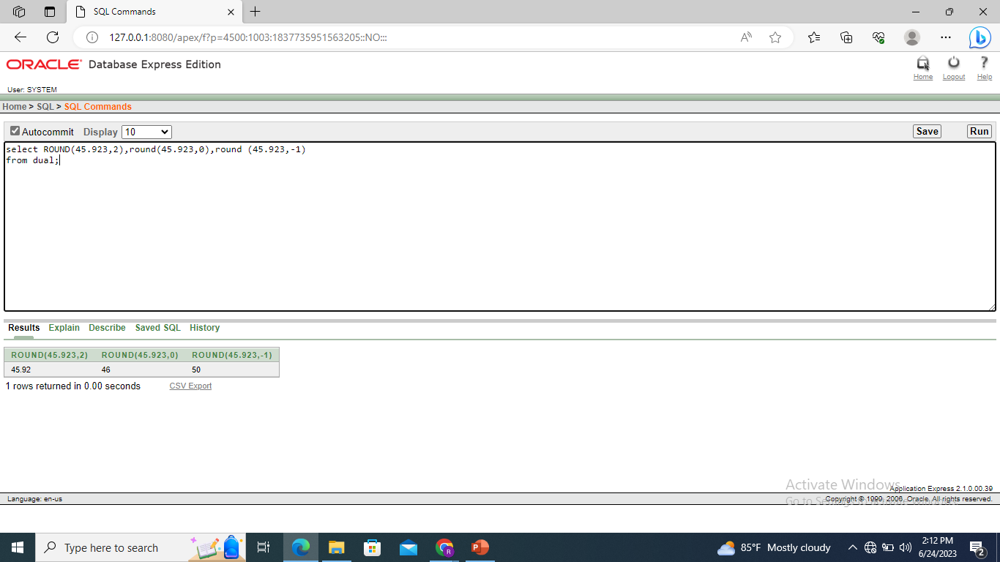 SQL Commands
127.0.0.1:8080/apex/f?p=4500:1003:1837735951563205::NO:::
ORACLE Database Express Edition
Home Logout Help
User: SYSTEM
Home > SQL > SQL Commands
Autocommit Display 10 Save Run
select ROUND(45.923,2),round(45.923,0),round (45.923,-1)
from dual;
Results Explain Describe Saved SQL History
ROUND(45.923,2) ROUND(45.923,0) ROUND(45.923,-1)
45.92 46 50
1 rows returned in 0.00 seconds CSV Export
Activate Windows
Application Express 2.1.0.00.39
Language: en-us
Copyright © 1999, 2006, Oracle. All rights reserved.
Go to
Type here to search
85°F Mostly cloudy
2:12 PM
6/24/2023
2